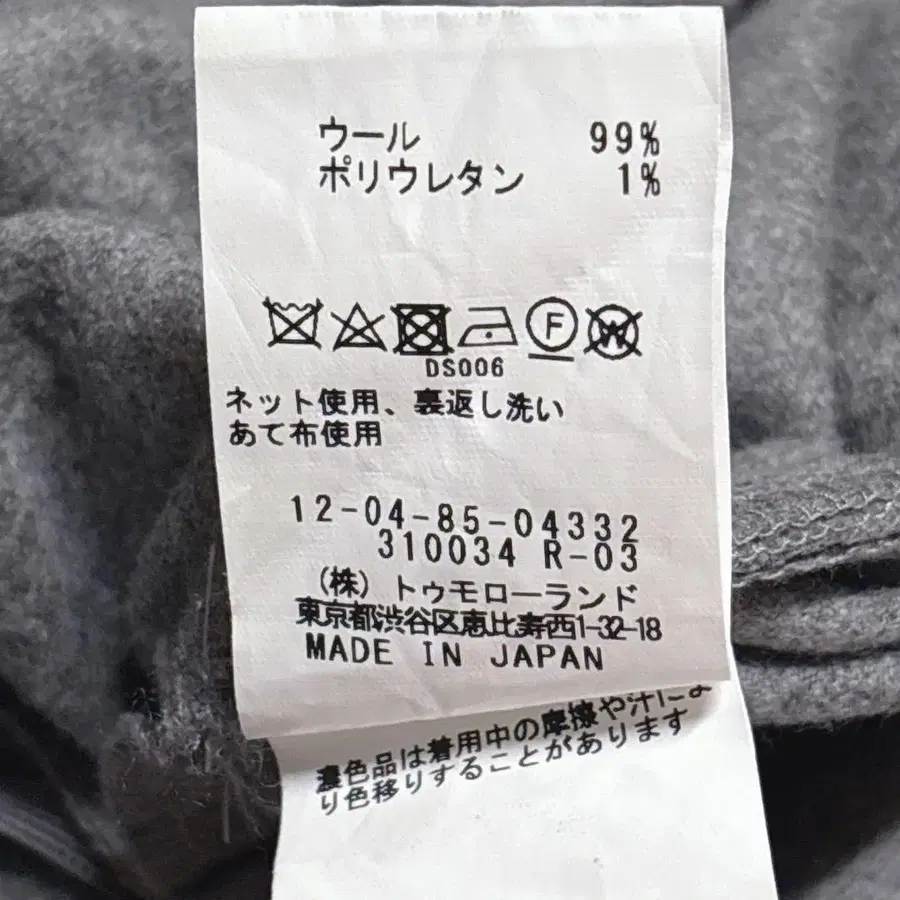 ウール 99%
ポリウレタン 1%
F W
DS006
ネット使用、裏返し洗い
あて布使用
12-04-85-04332
310034 R-03
(株)トゥモローランド
東京都渋谷区恵比寿西1-32-18
MADE IN JAPAN
濃色品は着用中の摩擦や汗によ
り色移りすることがあります